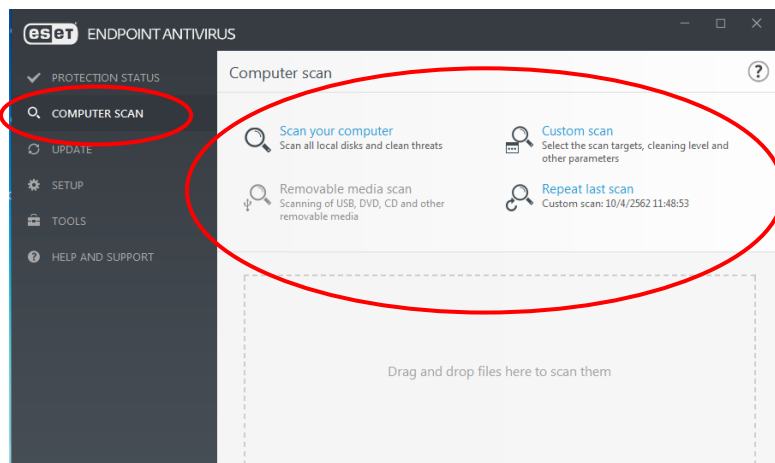 eset ENDPOINT ANTIVIRUS
PROTECTION STATUS
COMPUTER SCAN
UPDATE
SETUP
TOOLS
HELP AND SUPPORT
Computer scan
?
Scan your computer
Scan all local disks and clean threats
Custom scan
Select the scan targets, cleaning level and
other parameters
Removable media scan
Scanning of USB, DVD, CD and other
removable media
Repeat last scan
Custom scan: 10/4/2562 11:48:53
Drag and drop files here to scan them